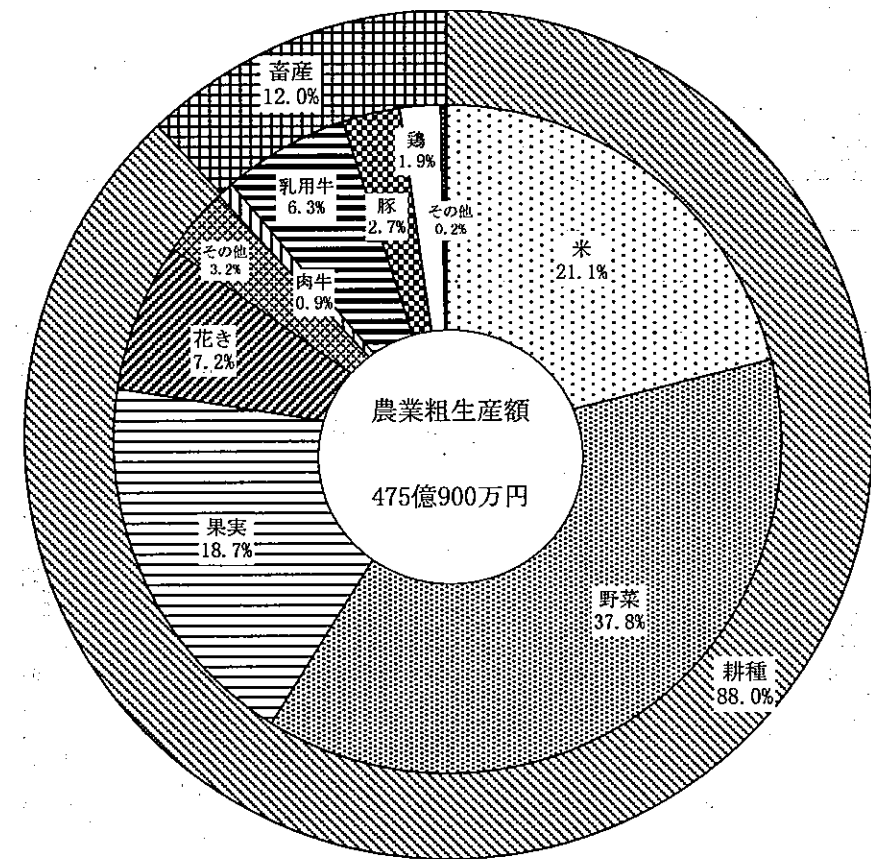 畜産
12.0%
鶏
1.9%
乳用牛
6.3%
豚
2.7%
その他
0.2%
米
21.1%
その他
3.2%
肉牛
0.9%
花き
7.2%
農業粗生産額
475億900万円
果実
18.7%
野菜
37.8%
耕種
88.0%